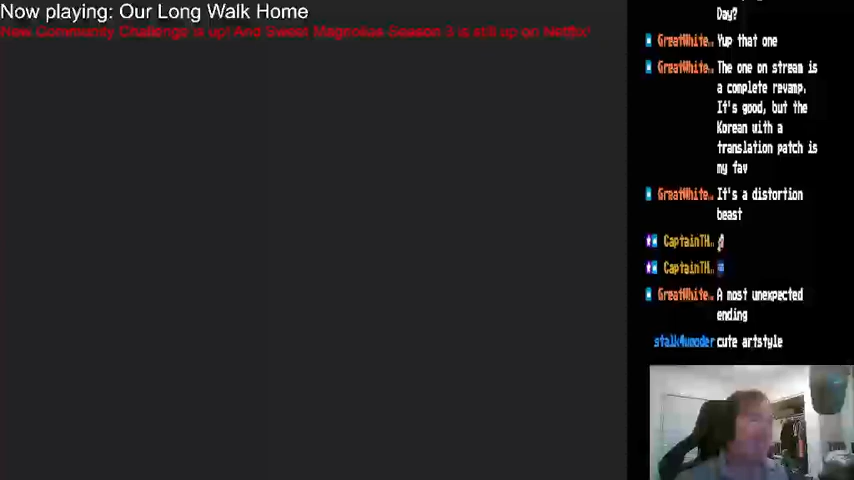 Now playing: Our Long Walk Home
New Community Challenge is up! And Sweet Magnolias Season 3 is still up on Netflix!
Day?
GreatWhite.. Yup that one
GreatWhite.. The one on stream is
a complete revamp.
It's good, but the
Korean with a
translation patch is
my fav
GreatWhite.. It's a distortion
beast
CaptainTH..
CaptainTH..
GreatWhite.. A most unexpected
ending
stalk4wooder cute artstyle